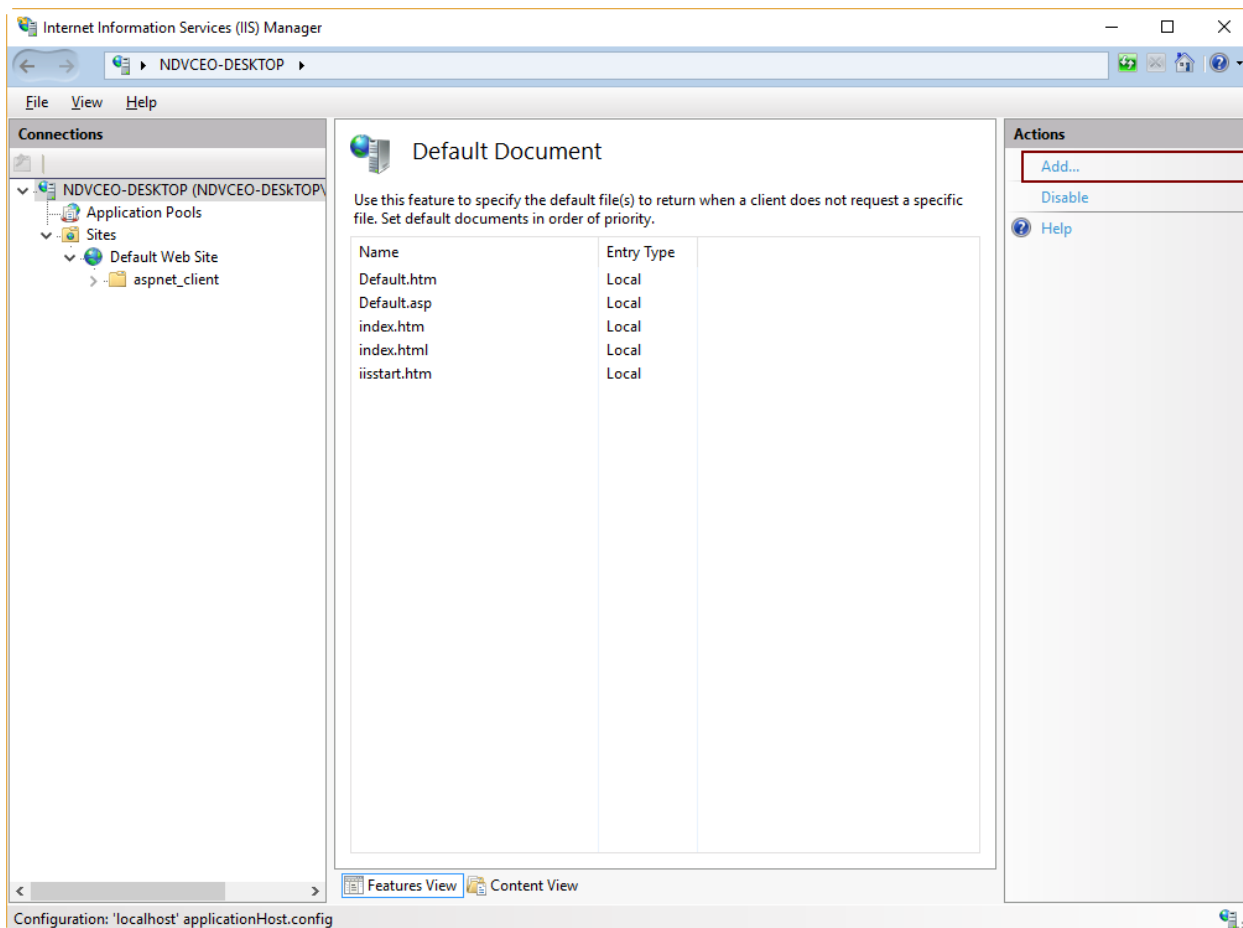 Internet Information Services (IIS) Manager
NDVCEO-DESKTOP
File View Help
Connections
NDVCEO-DESKTOP (NDVCEO-DESkTOP\
Application Pools
Sites
Default Web Site
aspnet_client
Default Document
Use this feature to specify the default file(s) to return when a client does not request a specific
file. Set default documents in order of priority.
Name Entry Type
Default.htm Local
Default.asp Local
index.htm Local
index.html Local
iisstart.htm Local
Features View Content View
Actions
Add...
Disable
Help
Configuration: 'localhost' applicationHost.config